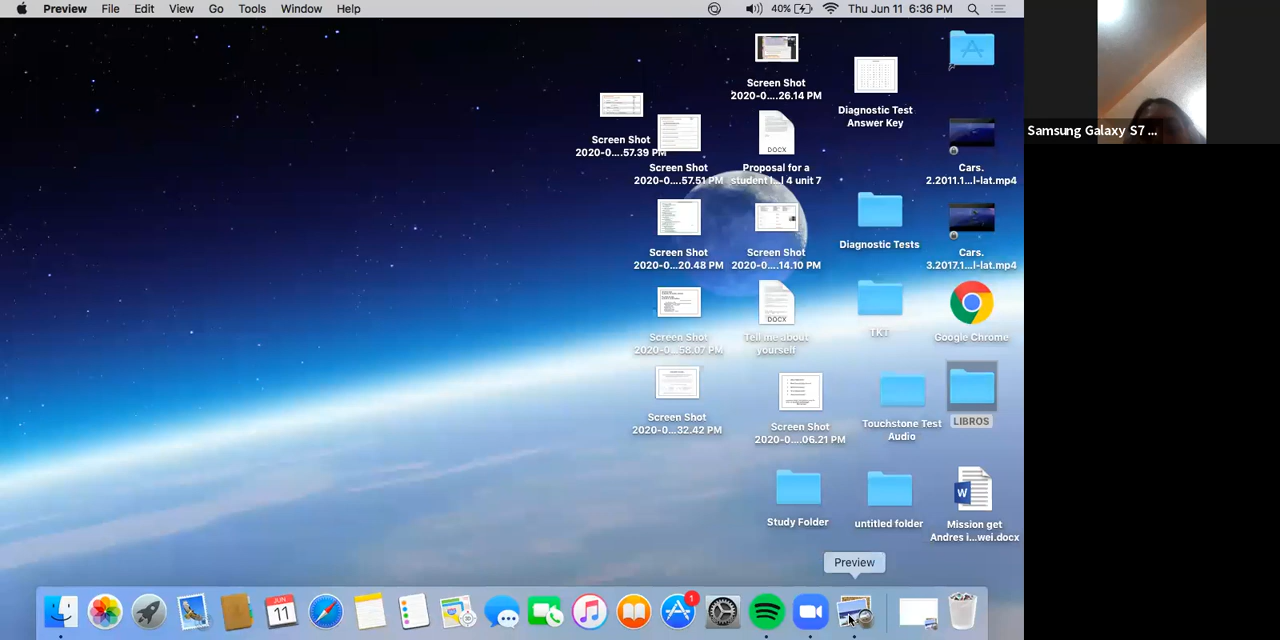 Preview File Edit View Go Tools Window Help 40% Thu Jun 11 6:36 PM
Samsung Galaxy S7 ...
Screen Shot
2020-0....26.14 PM
Diagnostic Test
Answer Key
Screen Shot
2020-0....57.39 PM
DOCX
Screen Shot
2020-0....57.51 PM
Proposal for a
student l...l 4 unit 7
Cars.
2.2011.1...l-lat.mp4
Screen Shot
2020-0....20.48 PM
Screen Shot
2020-0....14.10 PM
Diagnostic Tests
Cars.
3.2017.1...l-lat.mp4
DOCX
Screen Shot
2020-0....58.07 PM
Tell me about
yourself
TKT
Google Chrome
Screen Shot
2020-0...32.42 PM
Screen Shot
2020-0....06.21 PM
Touchstone Test
Audio
LIBROS
Study Folder
untitled folder
W
Mission get
Andres i...wei.docx
Preview
JUN
11
1